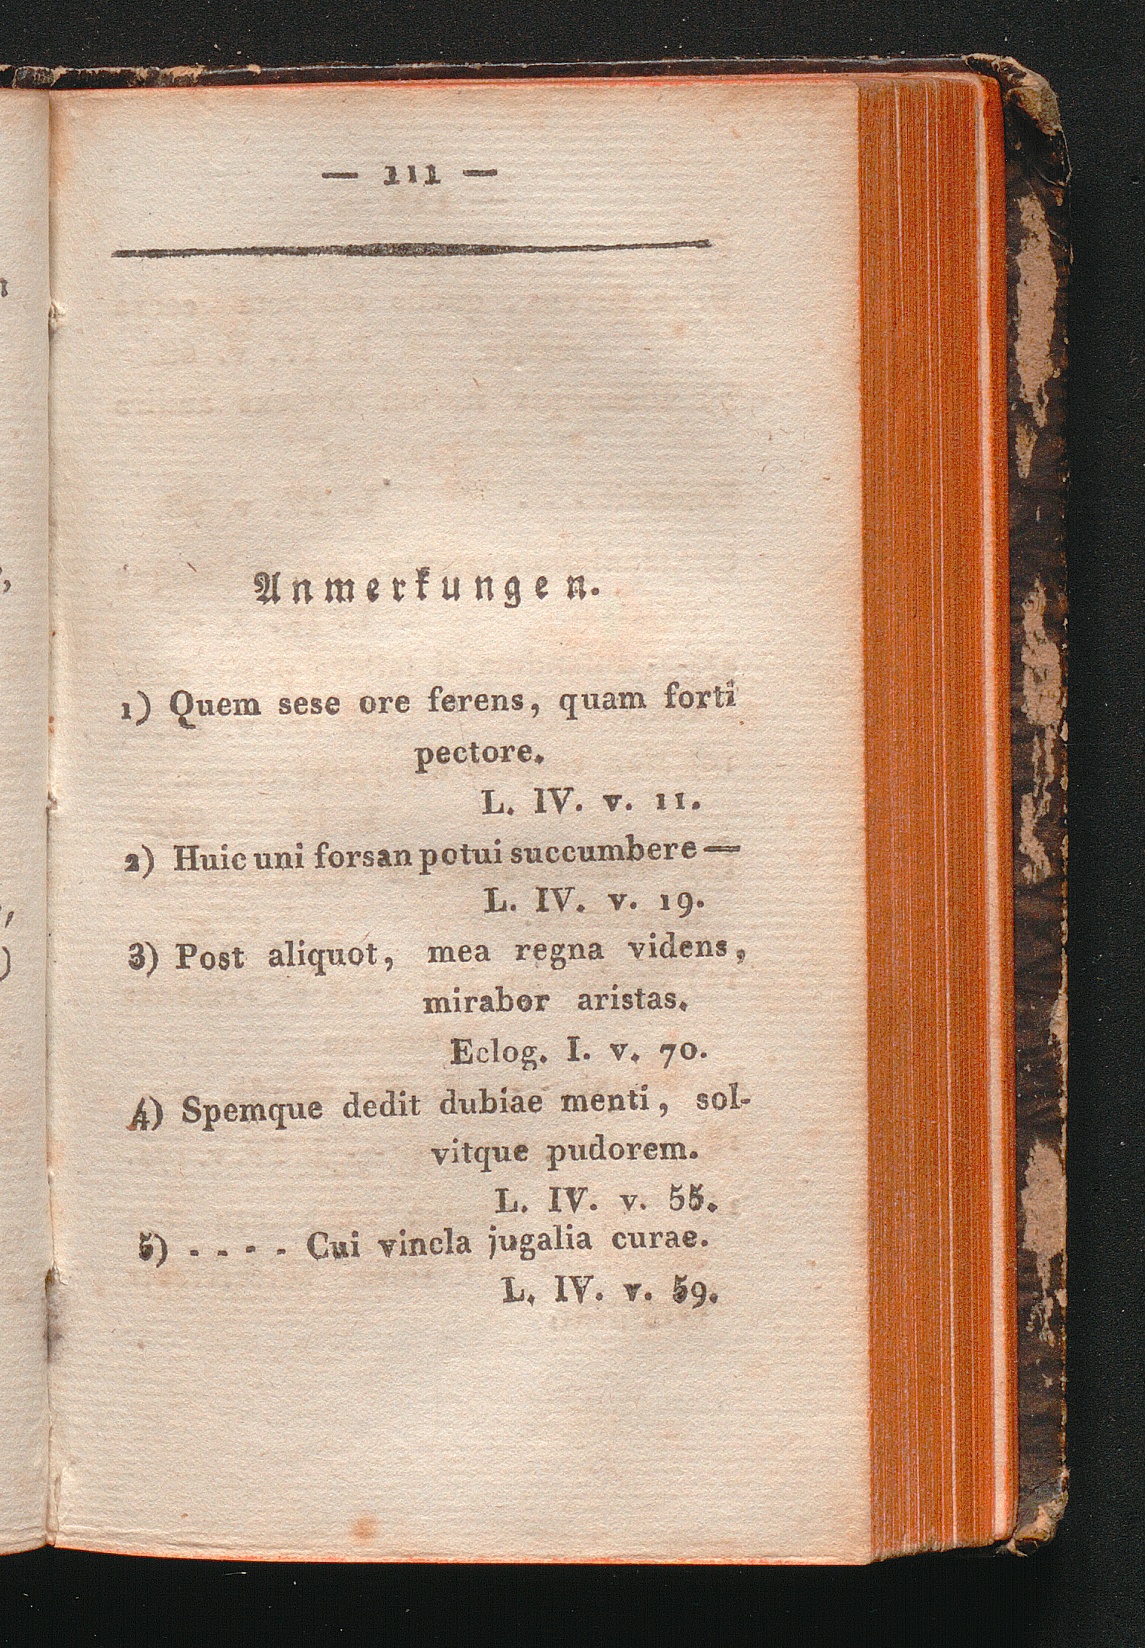 — 111 —
Anmerkungen.
1) Quem sese ore ferens, quam forti
pectore.
L. IV. v. 11.
2) Huic uni forsan potui succumbere —
L. IV. v. 19.
3) Post aliquot, mea regna videns,
mirabor aristas.
Eclog. I. v. 70.
4) Spemque dedit dubiae menti, sol-
vitque pudorem.
L. IV. v. 55.
5) - - - - Cui vincla jugalia curae.
L. IV. v. 59.